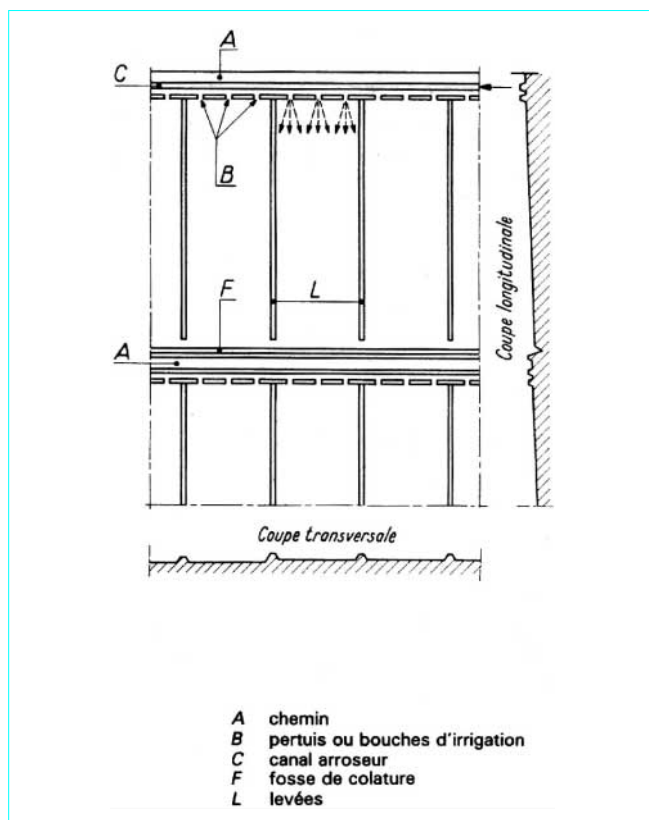 A
C
B
F
L
A
Coupe longitudinale
Coupe transversale
A chemin
B pertuis ou bouches d'irrigation
C canal arroseur
F fosse de colature
L levées